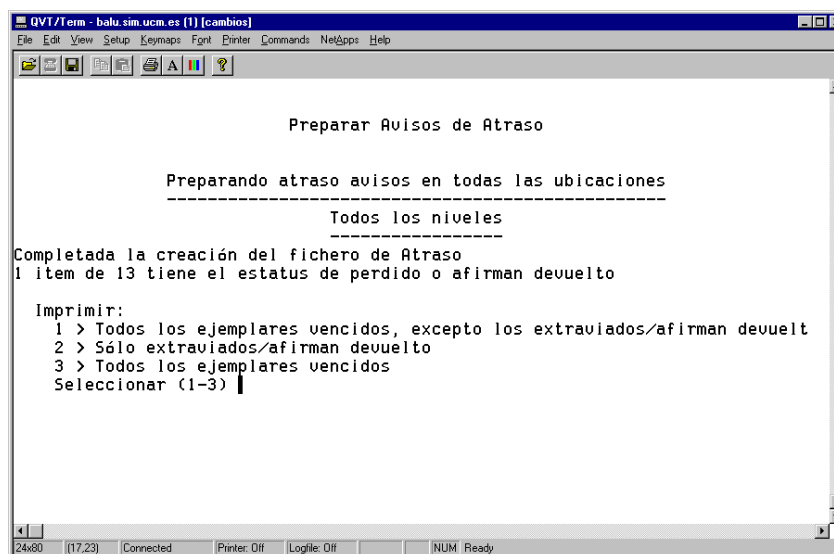 QVT/Term - balu.sim.ucm.es (1) [cambios]
File Edit View Setup Keymaps Font Printer Commands NetApps Help
Preparar Avisos de Atraso
Preparando atraso avisos en todas las ubicaciones
Todos los niveles
Completada la creación del fichero de Atraso
1 item de 13 tiene el estatus de perdido o afirman devuelto
Imprimir:
1 > Todos los ejemplares vencidos, excepto los extraviados/afirman devuelt
2 > Sólo extraviados/afirman devuelto
3 > Todos los ejemplares vencidos
Seleccionar (1-3)
24x80 (17,23) Connected Printer: Off Logfile: Off NUM Ready